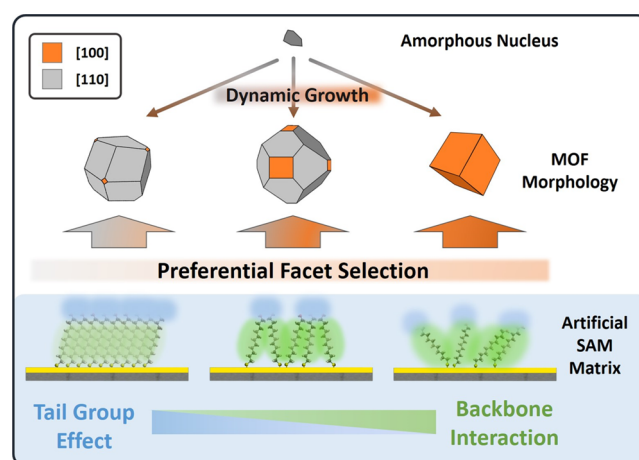 [100]
[110]
Amorphous Nucleus
Dynamic Growth
MOF
Morphology
Preferential Facet Selection
Artificial
SAM
Matrix
Tail Group
Effect
Backbone
Interaction